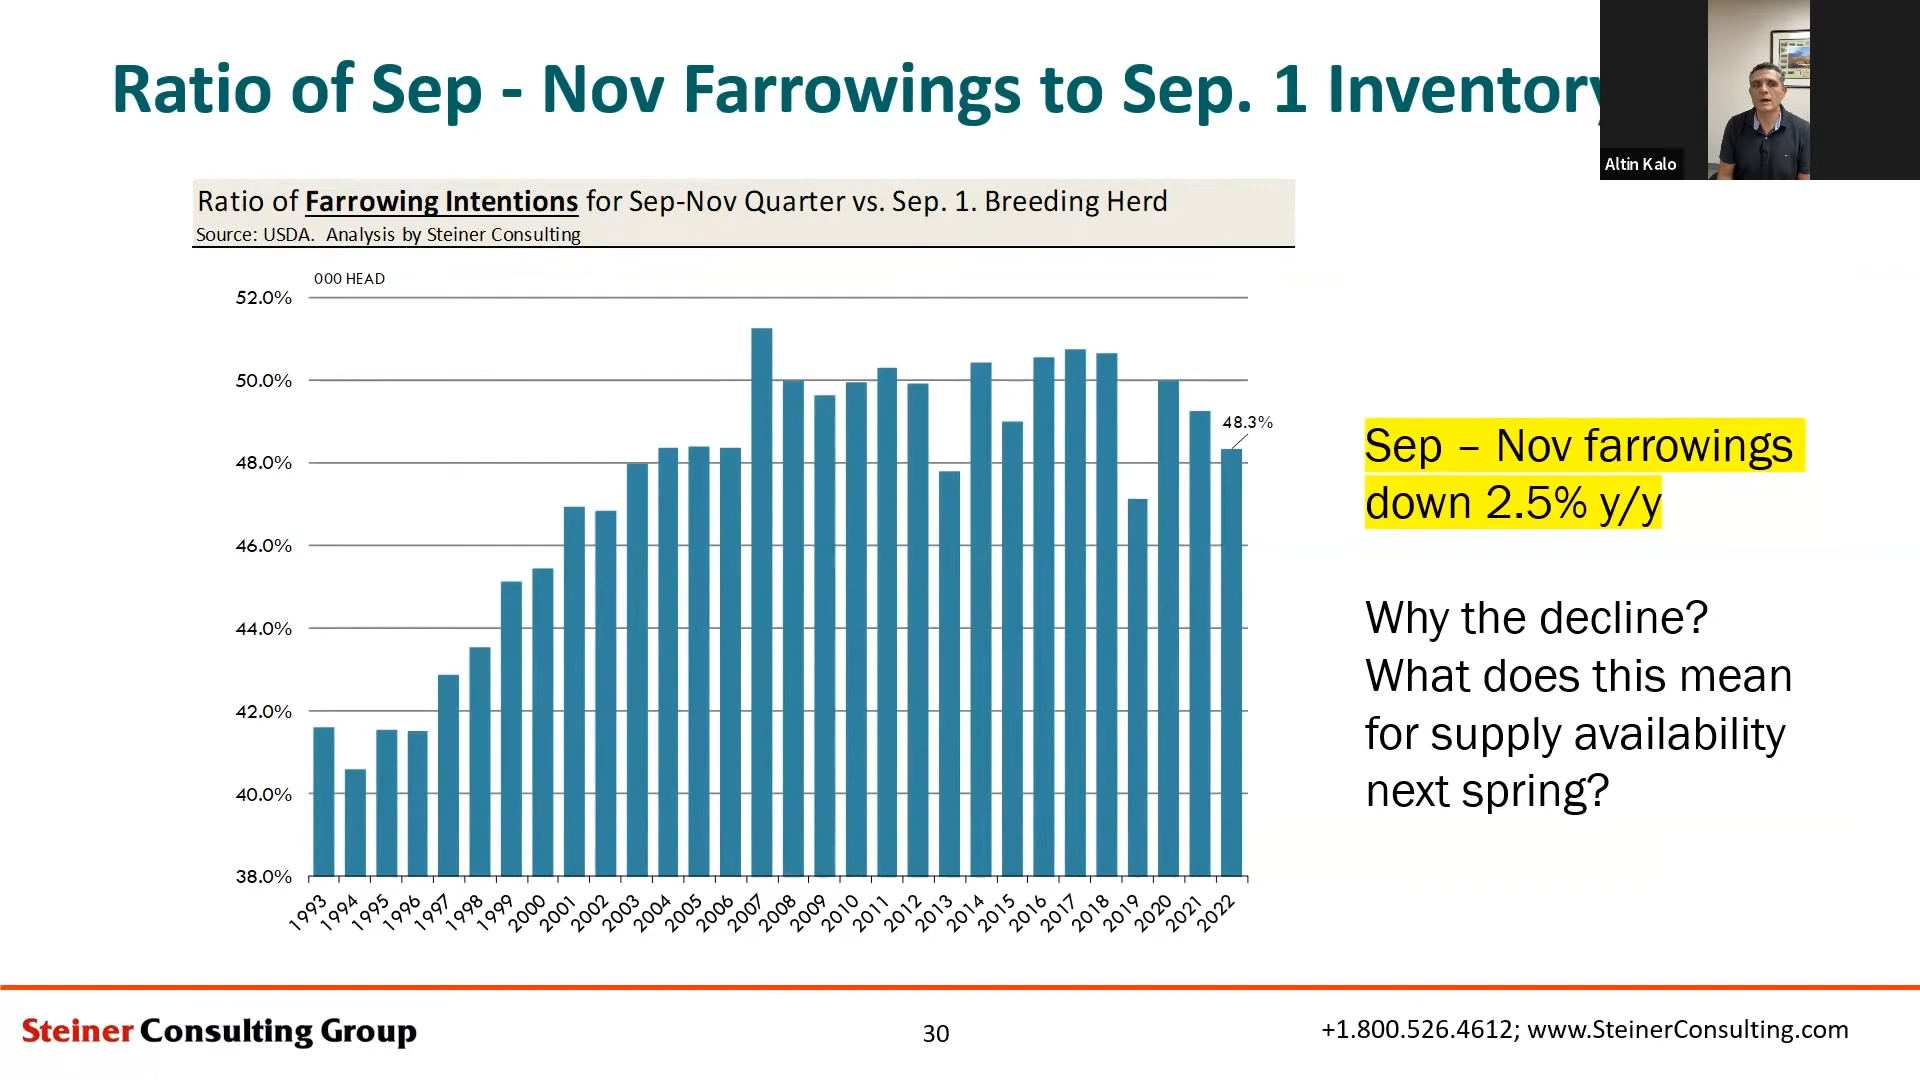 Ratio of Sep - Nov Farrowings to Sep. 1 Inventory
Altin Kalo
Ratio of Farrowing Intentions for Sep-Nov Quarter vs. Sep. 1. Breeding Herd
Source: USDA.  Analysis by Steiner Consulting
000 HEAD
52.0%
50.0%
48.0%
46.0%
44.0%
42.0%
40.0%
38.0%
48.3%
1993 1994 1995 1996 1997 1998 1999 2000 2001 2002 2003 2004 2005 2006 2007 2008 2009 2010 2011 2012 2013 2014 2015 2016 2017 2018 2019 2020 2021 2022
Sep – Nov farrowings
down 2.5% y/y
Why the decline?
What does this mean
for supply availability
next spring?
Steiner Consulting Group
30
+1.800.526.4612; www.SteinerConsulting.com